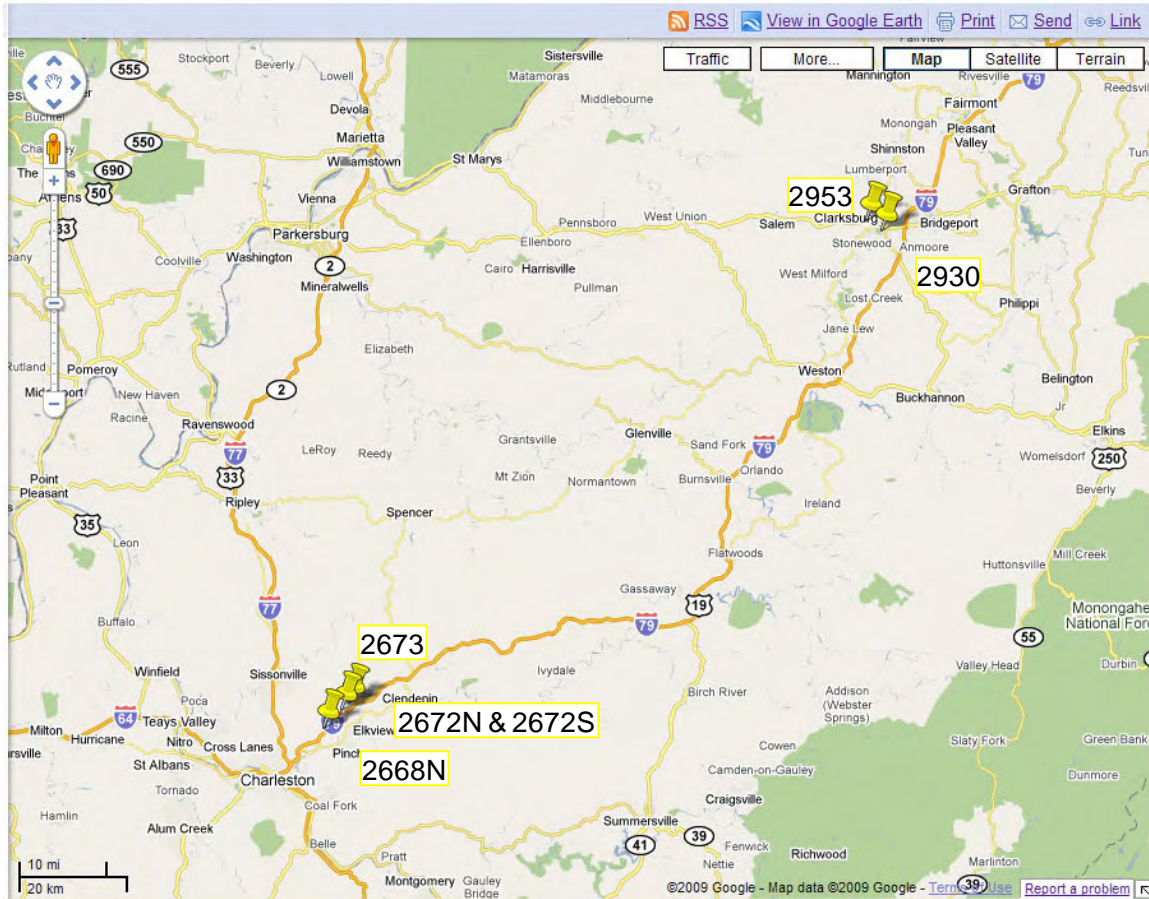 RSS View in Google Earth Print Send Link
Traffic More... Map Satellite Terrain
Stockport Beverly Lowell
Sistersville
Matamoras
Middlebourne
Mannington
Rivesville
Reedsvi
Fairmont
555
79
Buchtel
Devola
Marietta
Williamstown
St Marys
Monongah
Pleasant
Valley
Shinnston
550
690
The
Athens
50
33
Vienna
Parkersburg
Washington
Coolville
2
Mineralwells
Pennsboro
Ellenboro
Cairo
Harrisville
Pullman
West Union
Salem
Lumberport
2953
Clarksburg
79
Bridgeport
Grafton
Stonewood
Anmoore
2930
West Milford
Lost Creek
Philippi
Jane Lew
Rutland
Pomeroy
New Haven
Racine
Ravenswood
2
Elizabeth
Weston
Buckhannon
Belington
Jr
Elkins
Womelsdorf
250
Beverly
77
33
LeRoy
Reedy
Grantsville
Mt Zion
Normantown
Glenville
Sand Fork
79
Burnsville
Orlando
Ireland
Point
Pleasant
Ripley
35
Leon
Spencer
Flatwoods
Gassaway
19
79
Mill Creek
Huttonsville
Monongahe
National Fore
55
Valley Head
Durbin
Buffalo
77
Winfield
Sissonville
2673
Ivydale
Birch River
Addison
(Webster
Springs)
Poca
64
Teays Valley
Milton
Hurricane
Nitro
Cross Lanes
St Albans
Clendenin
2672N & 2672S
Elkview
Pinch
2668N
Charleston
Tornado
Coal Fork
Hamlin
Alum Creek
Belle
Cowen
Camden-on-Gauley
Craigsville
Summersville
39
41
Fenwick
Nettie
Richwood
Slaty Fork
Green Bank
Dunmore
Marlinton
39
Pratt
Montgomery
Gauley
Bridge
10 mi
20 km
©2009 Google - Map data ©2009 Google - Terms of Use Report a problem